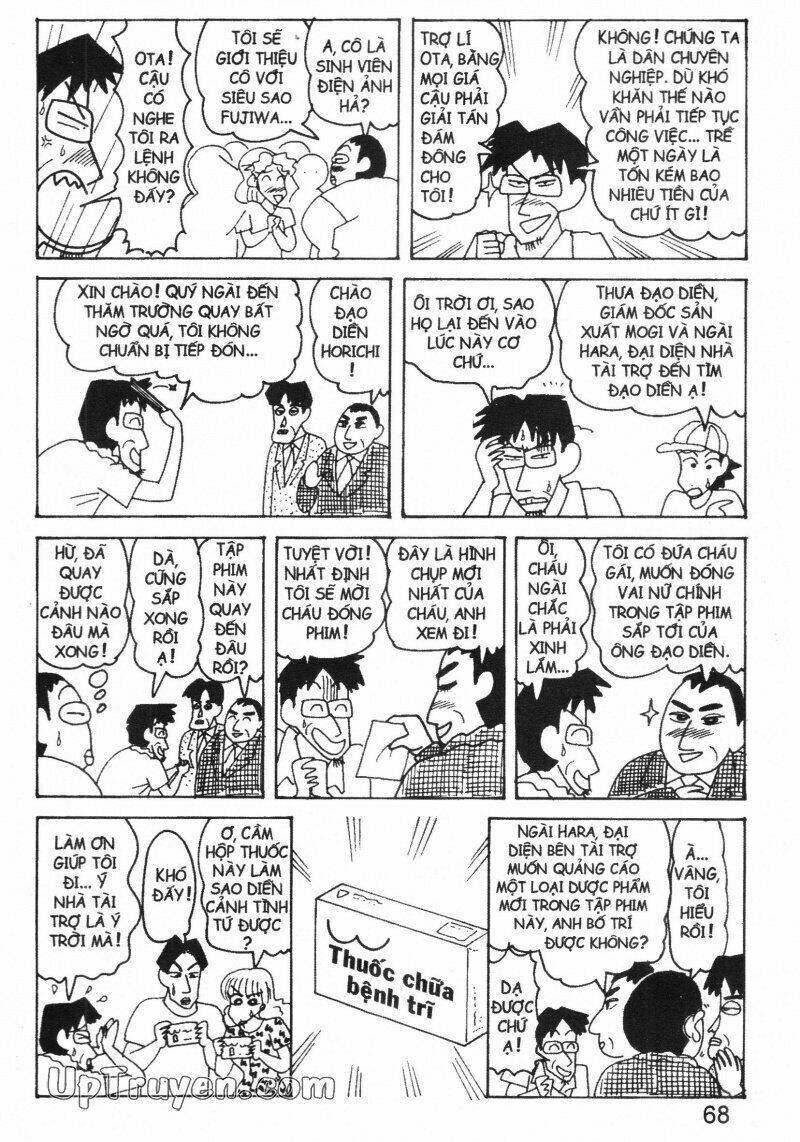 KHÔNG! CHÚNG TA
LÀ DÂN CHUYÊN
NGHIỆP. DÙ KHÓ
KHĂN THẾ NÀO
VẪN PHẢI TIẾP TỤC
CÔNG VIỆC... TRỄ
MỘT NGÀY LÀ
TỐN KÉM BAO
NHIÊU TIỀN CỦA
CHỨ ÍT GÌ!
TRỢ LÍ
OTA, BẰNG
MỌI GIÁ
CẬU PHẢI
GIẢI TÁN
ĐÁM
ĐÔNG CHO
TÔI!
A, CÔ LÀ
SINH VIÊN
ĐIỆN ẢNH
HẢ?
TÔI SẼ
GIỚI THIỆU
CÔ VỚI
SIÊU SAO
FUJIWA...
OTA!
CẬU
CÓ
NGHE
TÔI RA
LỆNH
KHÔNG
ĐẤY?
THƯA ĐẠO DIỄN,
GIÁM ĐỐC SẢN
XUẤT MOGI VÀ NGÀI
HARA, ĐẠI DIỆN NHÀ
TÀI TRỢ ĐẾN TÌM
ĐẠO DIỄN Ạ!
ÔI TRỜI ƠI, SAO
HỌ LẠI ĐẾN VÀO
LÚC NÀY CƠ
CHỨ...
CHÀO
ĐẠO
DIỄN
HORICHI
!
XIN CHÀO! QUÝ NGÀI ĐẾN
THĂM TRƯỜNG QUAY BẤT
NGỜ QUÁ, TÔI KHÔNG
CHUẨN BỊ TIẾP ĐÓN...
TÔI CÓ ĐỨA CHÁU
GÁI, MUỐN ĐÓNG
VAI NỮ CHÍNH
TRONG TẬP PHIM
SẮP TỚI CỦA
ÔNG ĐẠO DIỄN.
ÔI,
CHÁU
NGÀI
CHẮC
LÀ PHẢI
XINH
LẮM...
ĐÂY LÀ HÌNH
CHỤP MỚI
NHẤT CỦA
CHÁU, ANH
XEM ĐI!
TUYỆT VỜI!
NHẤT ĐỊNH
TÔI SẼ MỜI
CHÁU ĐÓNG
PHIM!
TẬP
PHIM
NÀY
QUAY
ĐẾN
ĐÂU
RỒI?
DÀ,
CŨNG
SẮP
XONG
RỒI
Ạ!
HỪ, ĐÃ
QUAY
ĐƯỢC
CẢNH NÀO
ĐÂU MÀ
XONG!
À...
VÂNG,
TÔI
HIỂU
RỒI!
NGÀI HARA, ĐẠI
DIỆN BÊN TÀI TRỢ
MUỐN QUẢNG CÁO
MỘT LOẠI DƯỢC PHẨM
MỚI TRONG TẬP PHIM
NÀY, ANH BỐ TRÍ
ĐƯỢC KHÔNG?
DẠ
ĐƯỢC
CHỨ
Ạ!
Thuốc chữa
bệnh trĩ
Ơ, CẦM
HỘP THUỐC
NÀY LÀM
SAO DIỄN
CẢNH TÌNH
TỨ ĐƯỢC
?
KHÓ
ĐẤY!
LÀM ƠN
GIÚP TÔI
ĐI... Ý
NHÀ TÀI
TRỢ LÀ Ý
TRỜI MÀ!
UpTruyen.com
68